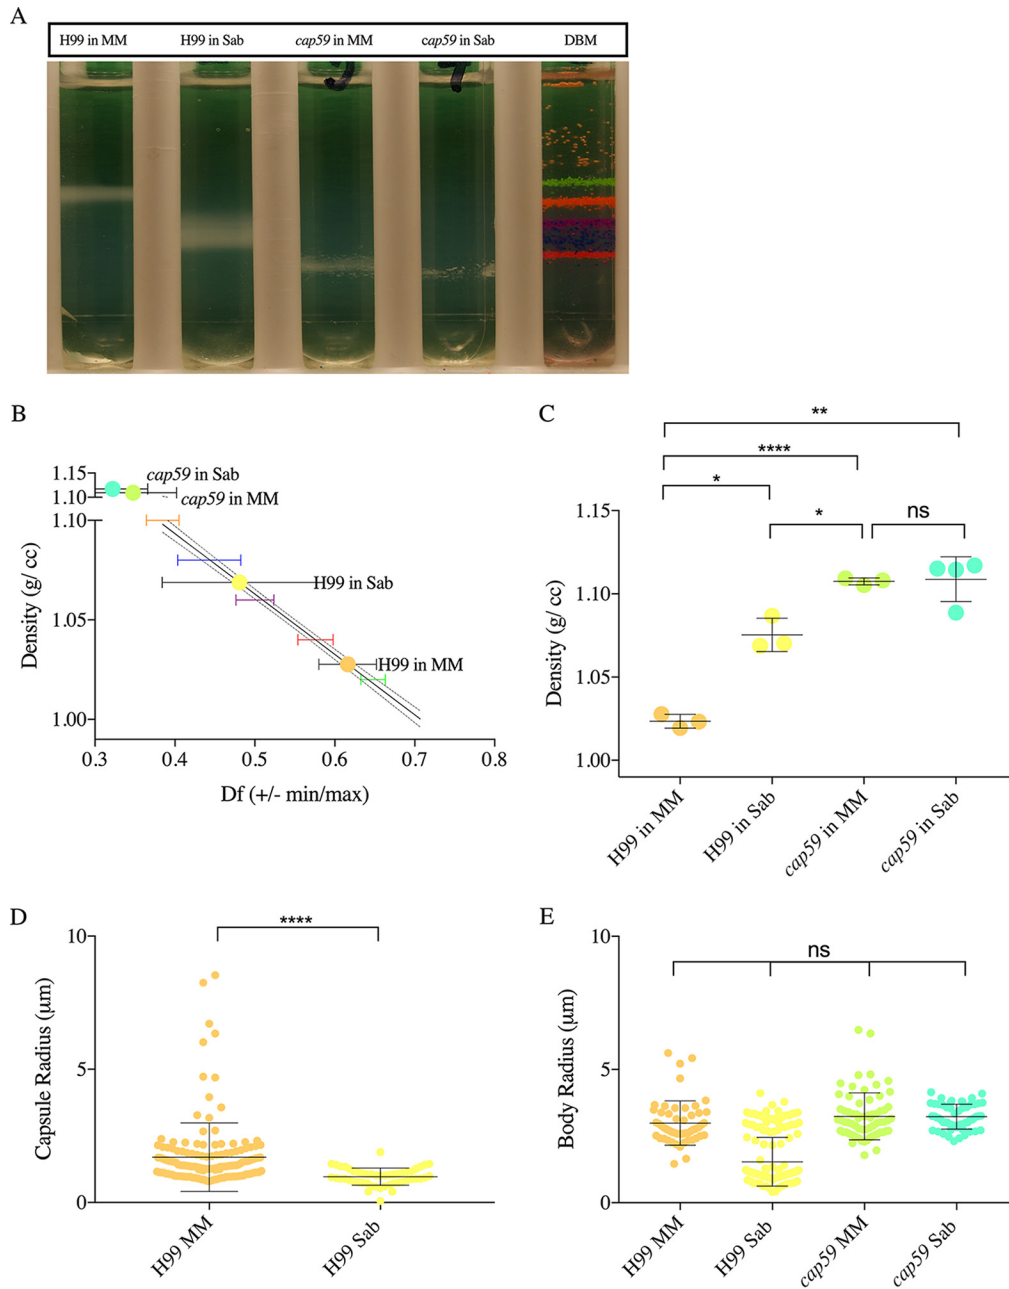 A
H99 in MM H99 in Sab cap59 in MM cap59 in Sab DBM
7
B
1.15
1.10
1.10
1.05
1.00
Density (g/ cc)
cap59 in Sab
cap59 in MM
H99 in Sab
H99 in MM
0.3 0.4 0.5 0.6 0.7 0.8
Df (+/- min/max)
C
**
****
*
*
ns
1.15
1.10
1.05
1.00
Density (g/ cc)
H99 in MM
H99 in Sab
cap59 in MM
cap59 in Sab
D
****
10
5
0
Capsule Radius (µm)
H99 MM
H99 Sab
E
ns
10
5
0
Body Radius (µm)
H99 MM
H99 Sab
cap59 MM
cap59 Sab